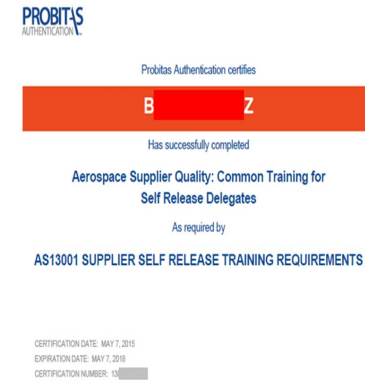 PROBITAS
AUTHENTICATION
Probitas Authentication certifies
B Z
Has successfully completed
Aerospace Supplier Quality: Common Training for
Self Release Delegates
As required by
AS13001 SUPPLIER SELF RELEASE TRAINING REQUIREMENTS
CERTIFICATION DATE: MAY 7, 2015
EXPIRATION DATE: MAY 7, 2018
CERTIFICATION NUMBER: 130